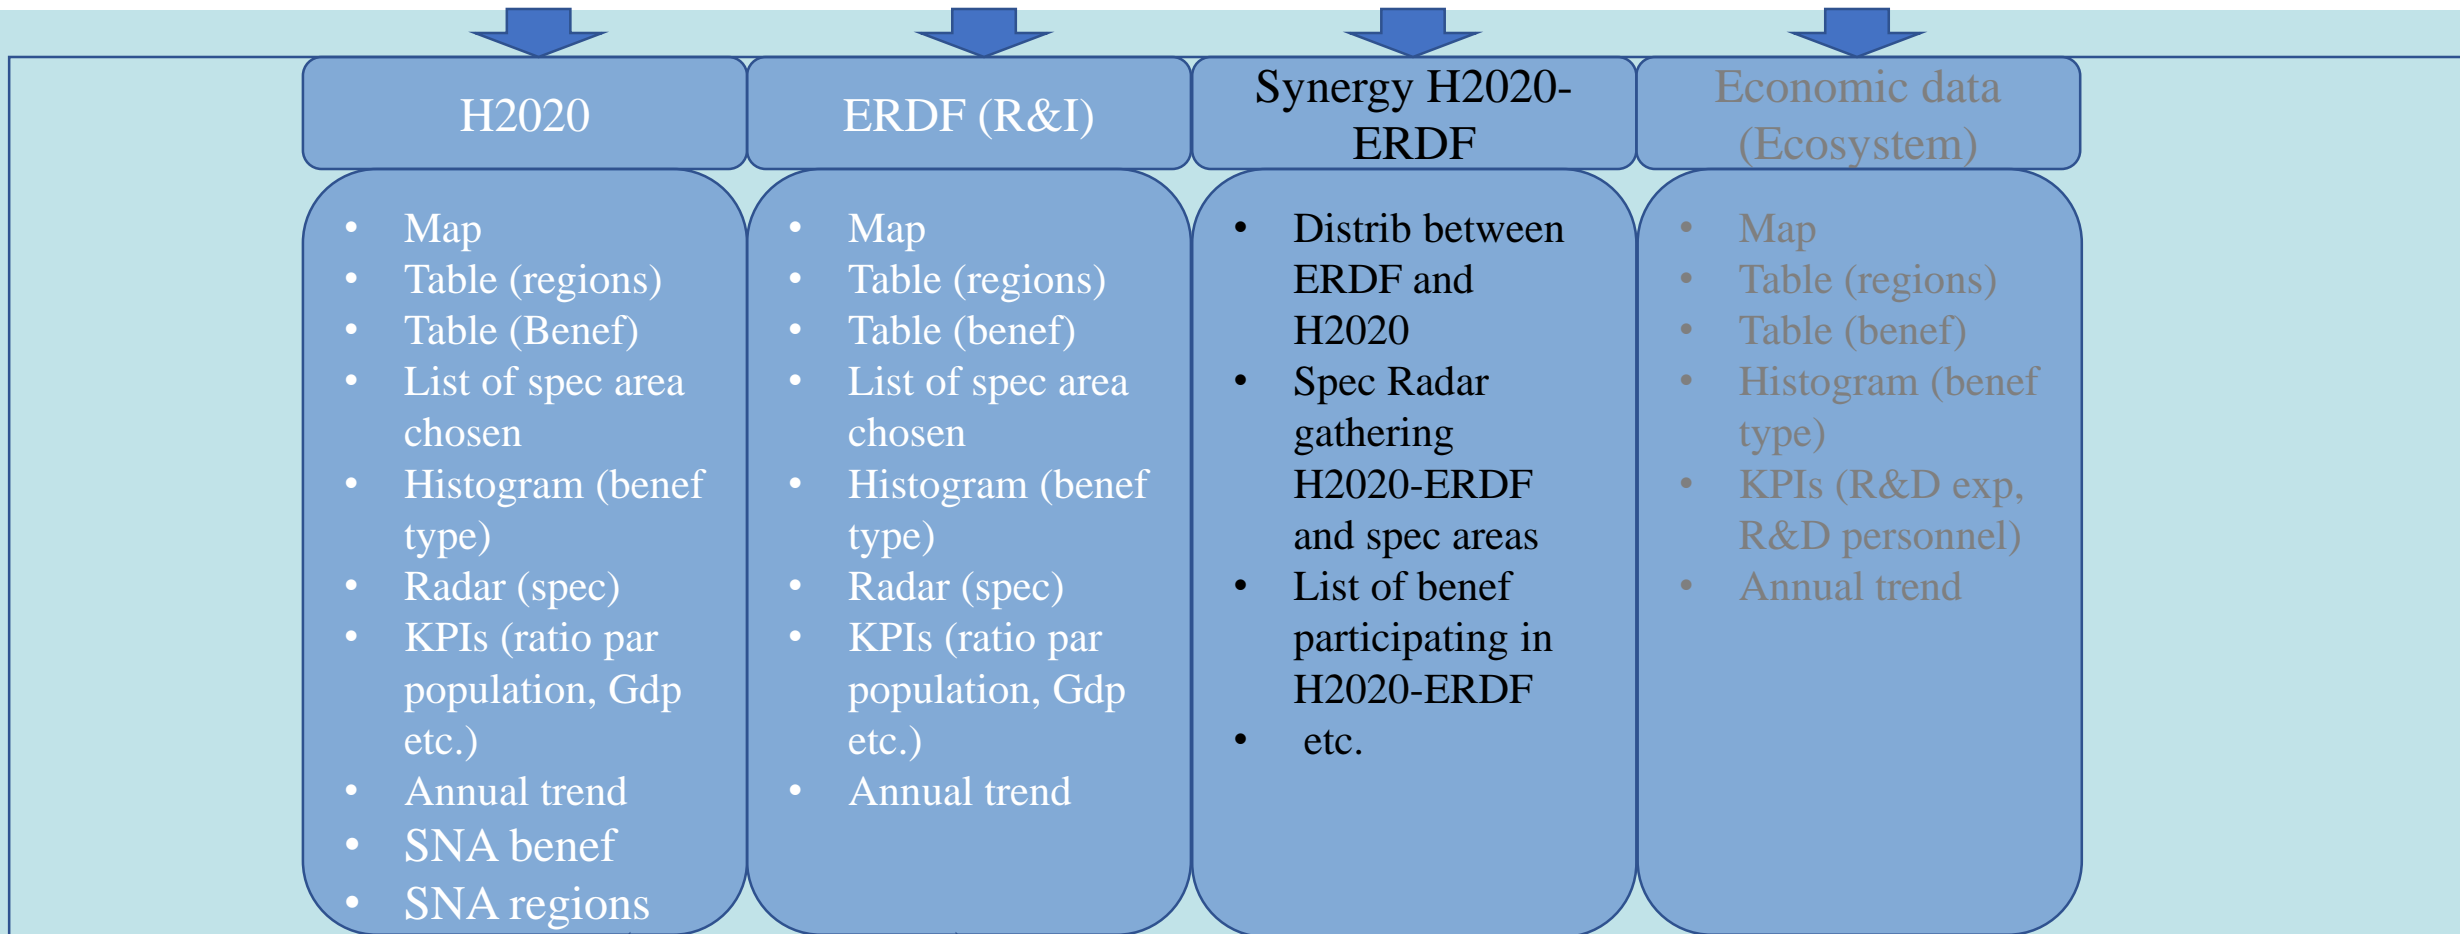 H2020
• Map
• Table (regions)
• Table (Benef)
• List of spec area
chosen
• Histogram (benef
type)
• Radar (spec)
• KPIs (ratio par
population, Gdp
etc.)
• Annual trend
• SNA benef
• SNA regions
ERDF (R&I)
• Map
• Table (regions)
• Table (benef)
• List of spec area
chosen
• Histogram (benef
type)
• Radar (spec)
• KPIs (ratio par
population, Gdp
etc.)
• Annual trend
Synergy H2020-
ERDF
• Distrib between
ERDF and
H2020
• Spec Radar
gathering
H2020-ERDF
and spec areas
• List of benef
participating in
H2020-ERDF
• etc.
Economic data
(Ecosystem)
• Map
• Table (regions)
• Table (benef)
• Histogram (benef
type)
• KPIs (R&D exp,
R&D personnel)
• Annual trend